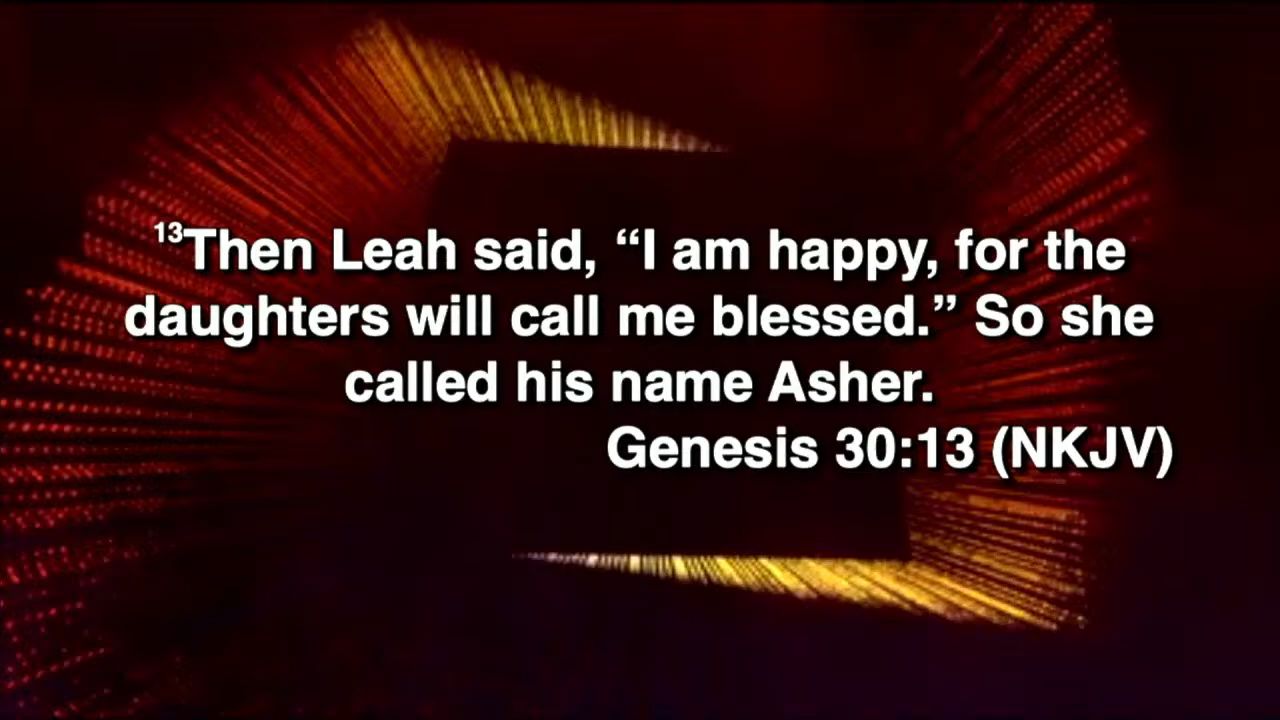 ¹³Then Leah said, “I am happy, for the
daughters will call me blessed.” So she
called his name Asher.
Genesis 30:13 (NKJV)